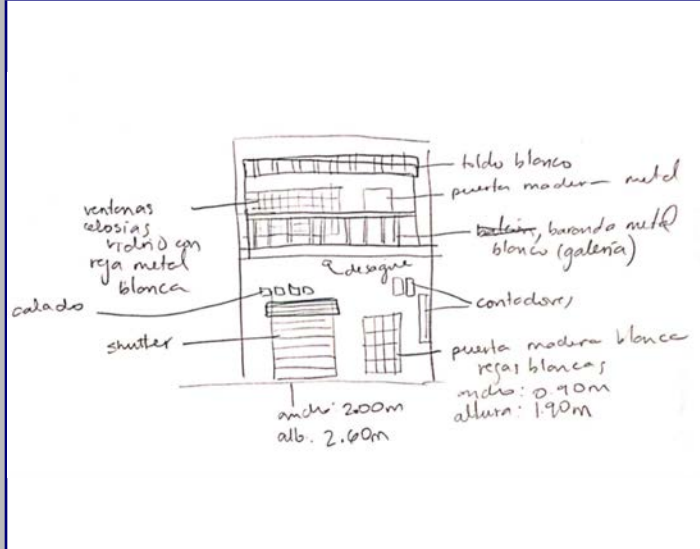 toldo blanco
puerta madera - metal
ventanas
celosias
vidrio con
reja metal
blanca
balcón, baranda metal
blanco (galería)
desague
calado
contadores
shutter
puerta madera blanca
rejas blancas
ancho: 0.90m
altura: 1.90m
ancho: 2.00m
alt. 2.60m